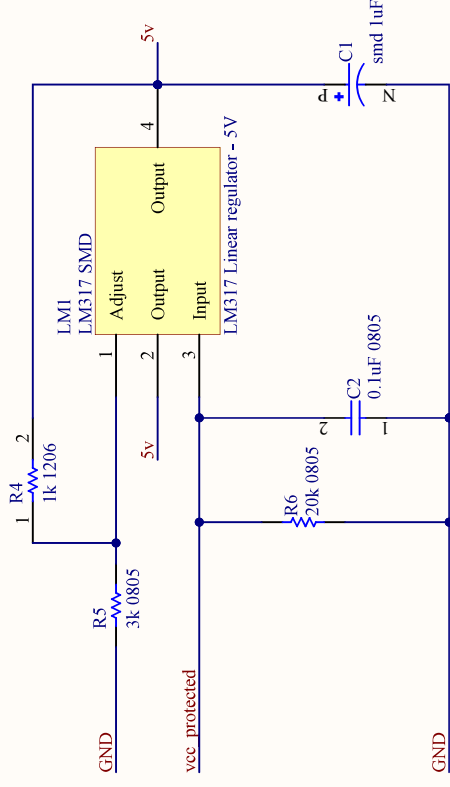 5v
C1
smd 1uF
P
N
4
Output
LM1
LM317 SMD
Adjust
Output
Input
LM317 Linear regulator - 5V
1
2
3
5v
R4
1k 1206
1
2
C2
0.1uF 0805
2
1
R6
20k 0805
R5
3k 0805
GND
vcc_protected
GND